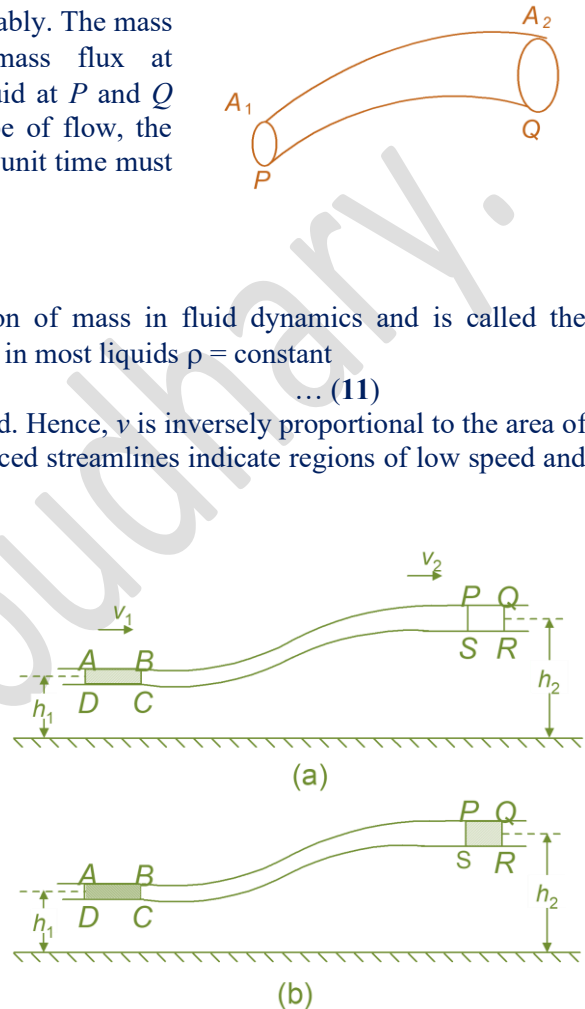 ably. The mass
mass flux at
uid at P and Q
e of flow, the
unit time must
A₁
A₂
P
Q
on of mass in fluid dynamics and is called the
in most liquids ρ = constant
… (11)
d. Hence, v is inversely proportional to the area of
ced streamlines indicate regions of low speed and
v₂
v₁
P Q
A B
S R
D C
h₁
h₂
(a)
P Q
A B
S R
D C
h₁
h₂
(b)
udhary.